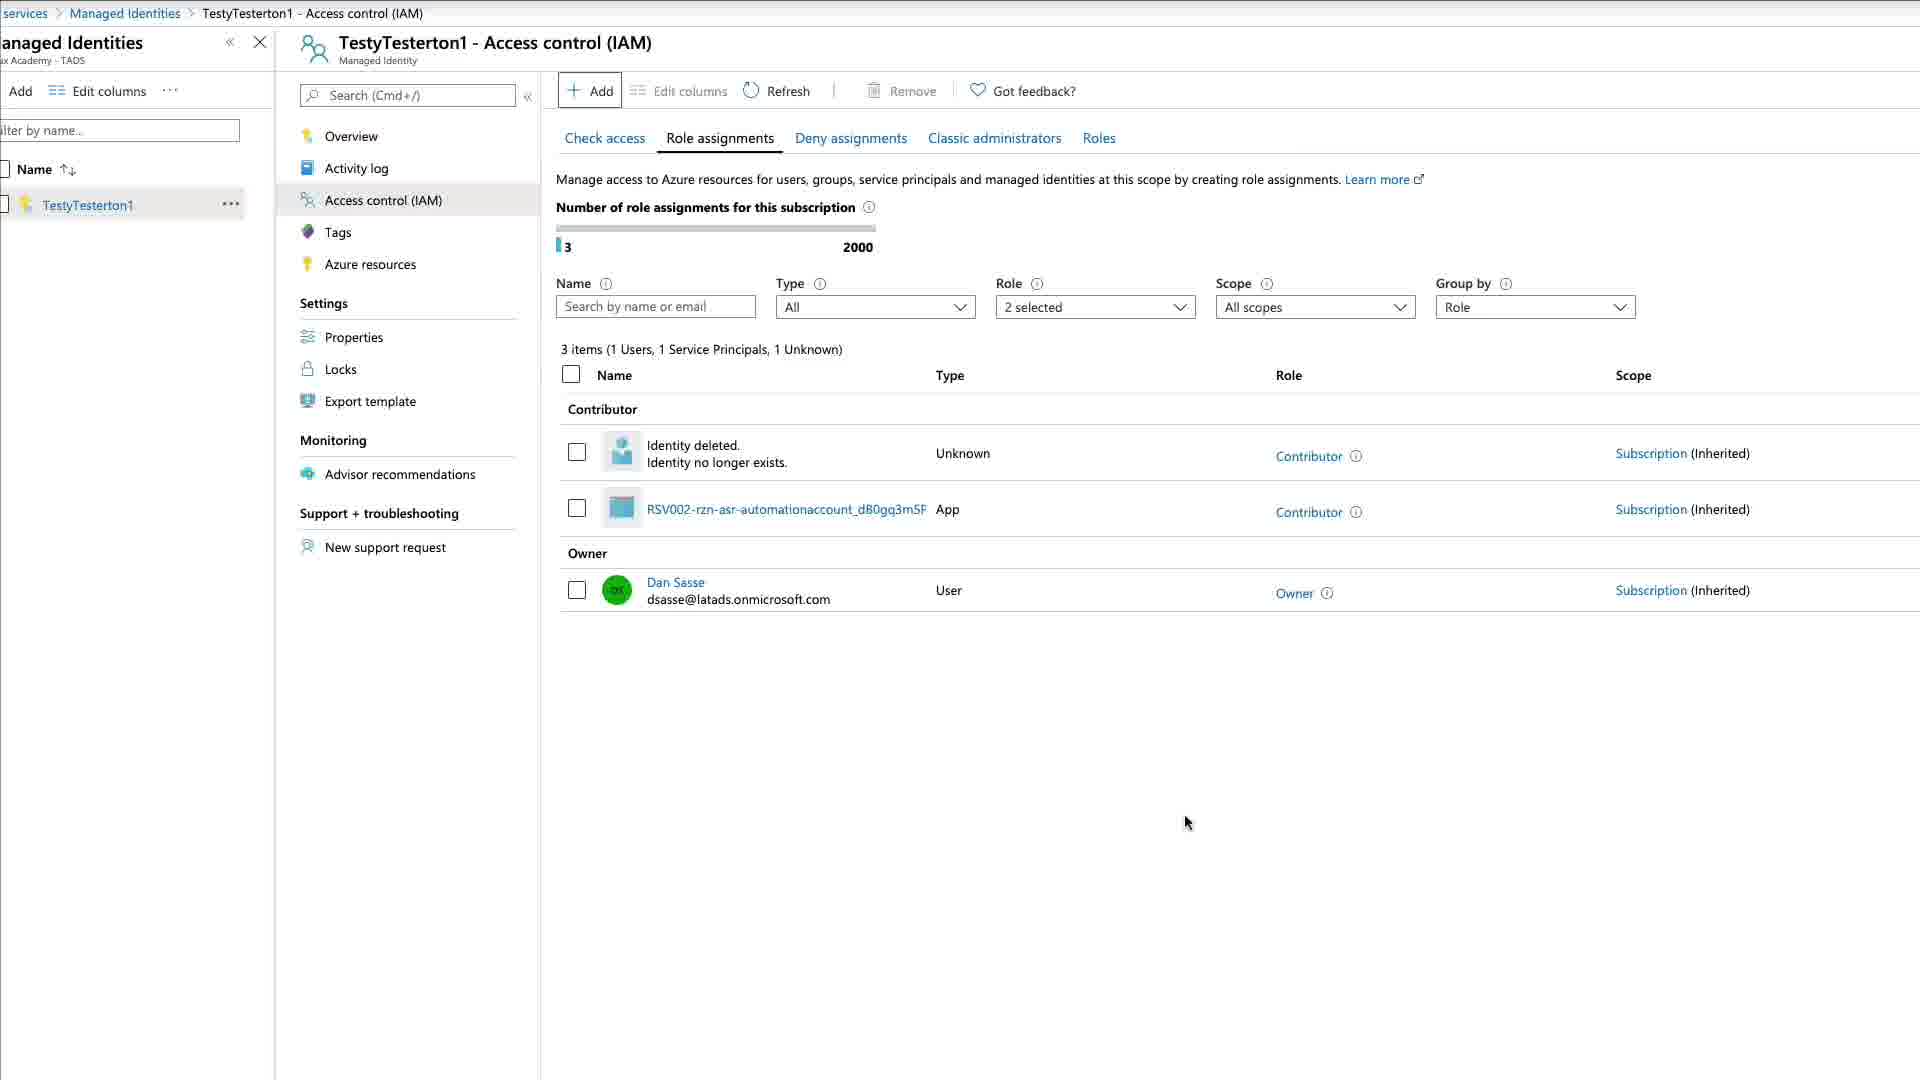 services > Managed Identities > TestyTesterton1 - Access control (IAM)
anaged Identities
ux Academy - TADS
Add Edit columns ...
ilter by name...
Name
TestyTesterton1 ...
TestyTesterton1 - Access control (IAM)
Managed Identity
Search (Cmd+/)
Overview
Activity log
Access control (IAM)
Tags
Azure resources
Settings
Properties
Locks
Export template
Monitoring
Advisor recommendations
Support + troubleshooting
New support request
Add Edit columns Refresh Remove Got feedback?
Check access Role assignments Deny assignments Classic administrators Roles
Manage access to Azure resources for users, groups, service principals and managed identities at this scope by creating role assignments. Learn more
Number of role assignments for this subscription
3 2000
Name Type Role Scope Group by
Search by name or email All 2 selected All scopes Role
3 items (1 Users, 1 Service Principals, 1 Unknown)
Name Type Role Scope
Contributor
Identity deleted.
Identity no longer exists.
Unknown Contributor Subscription (Inherited)
RSV002-rzn-asr-automationaccount_dB0gq3m5F App Contributor Subscription (Inherited)
Owner
DS
Dan Sasse
dsasse@latads.onmicrosoft.com
User Owner Subscription (Inherited)